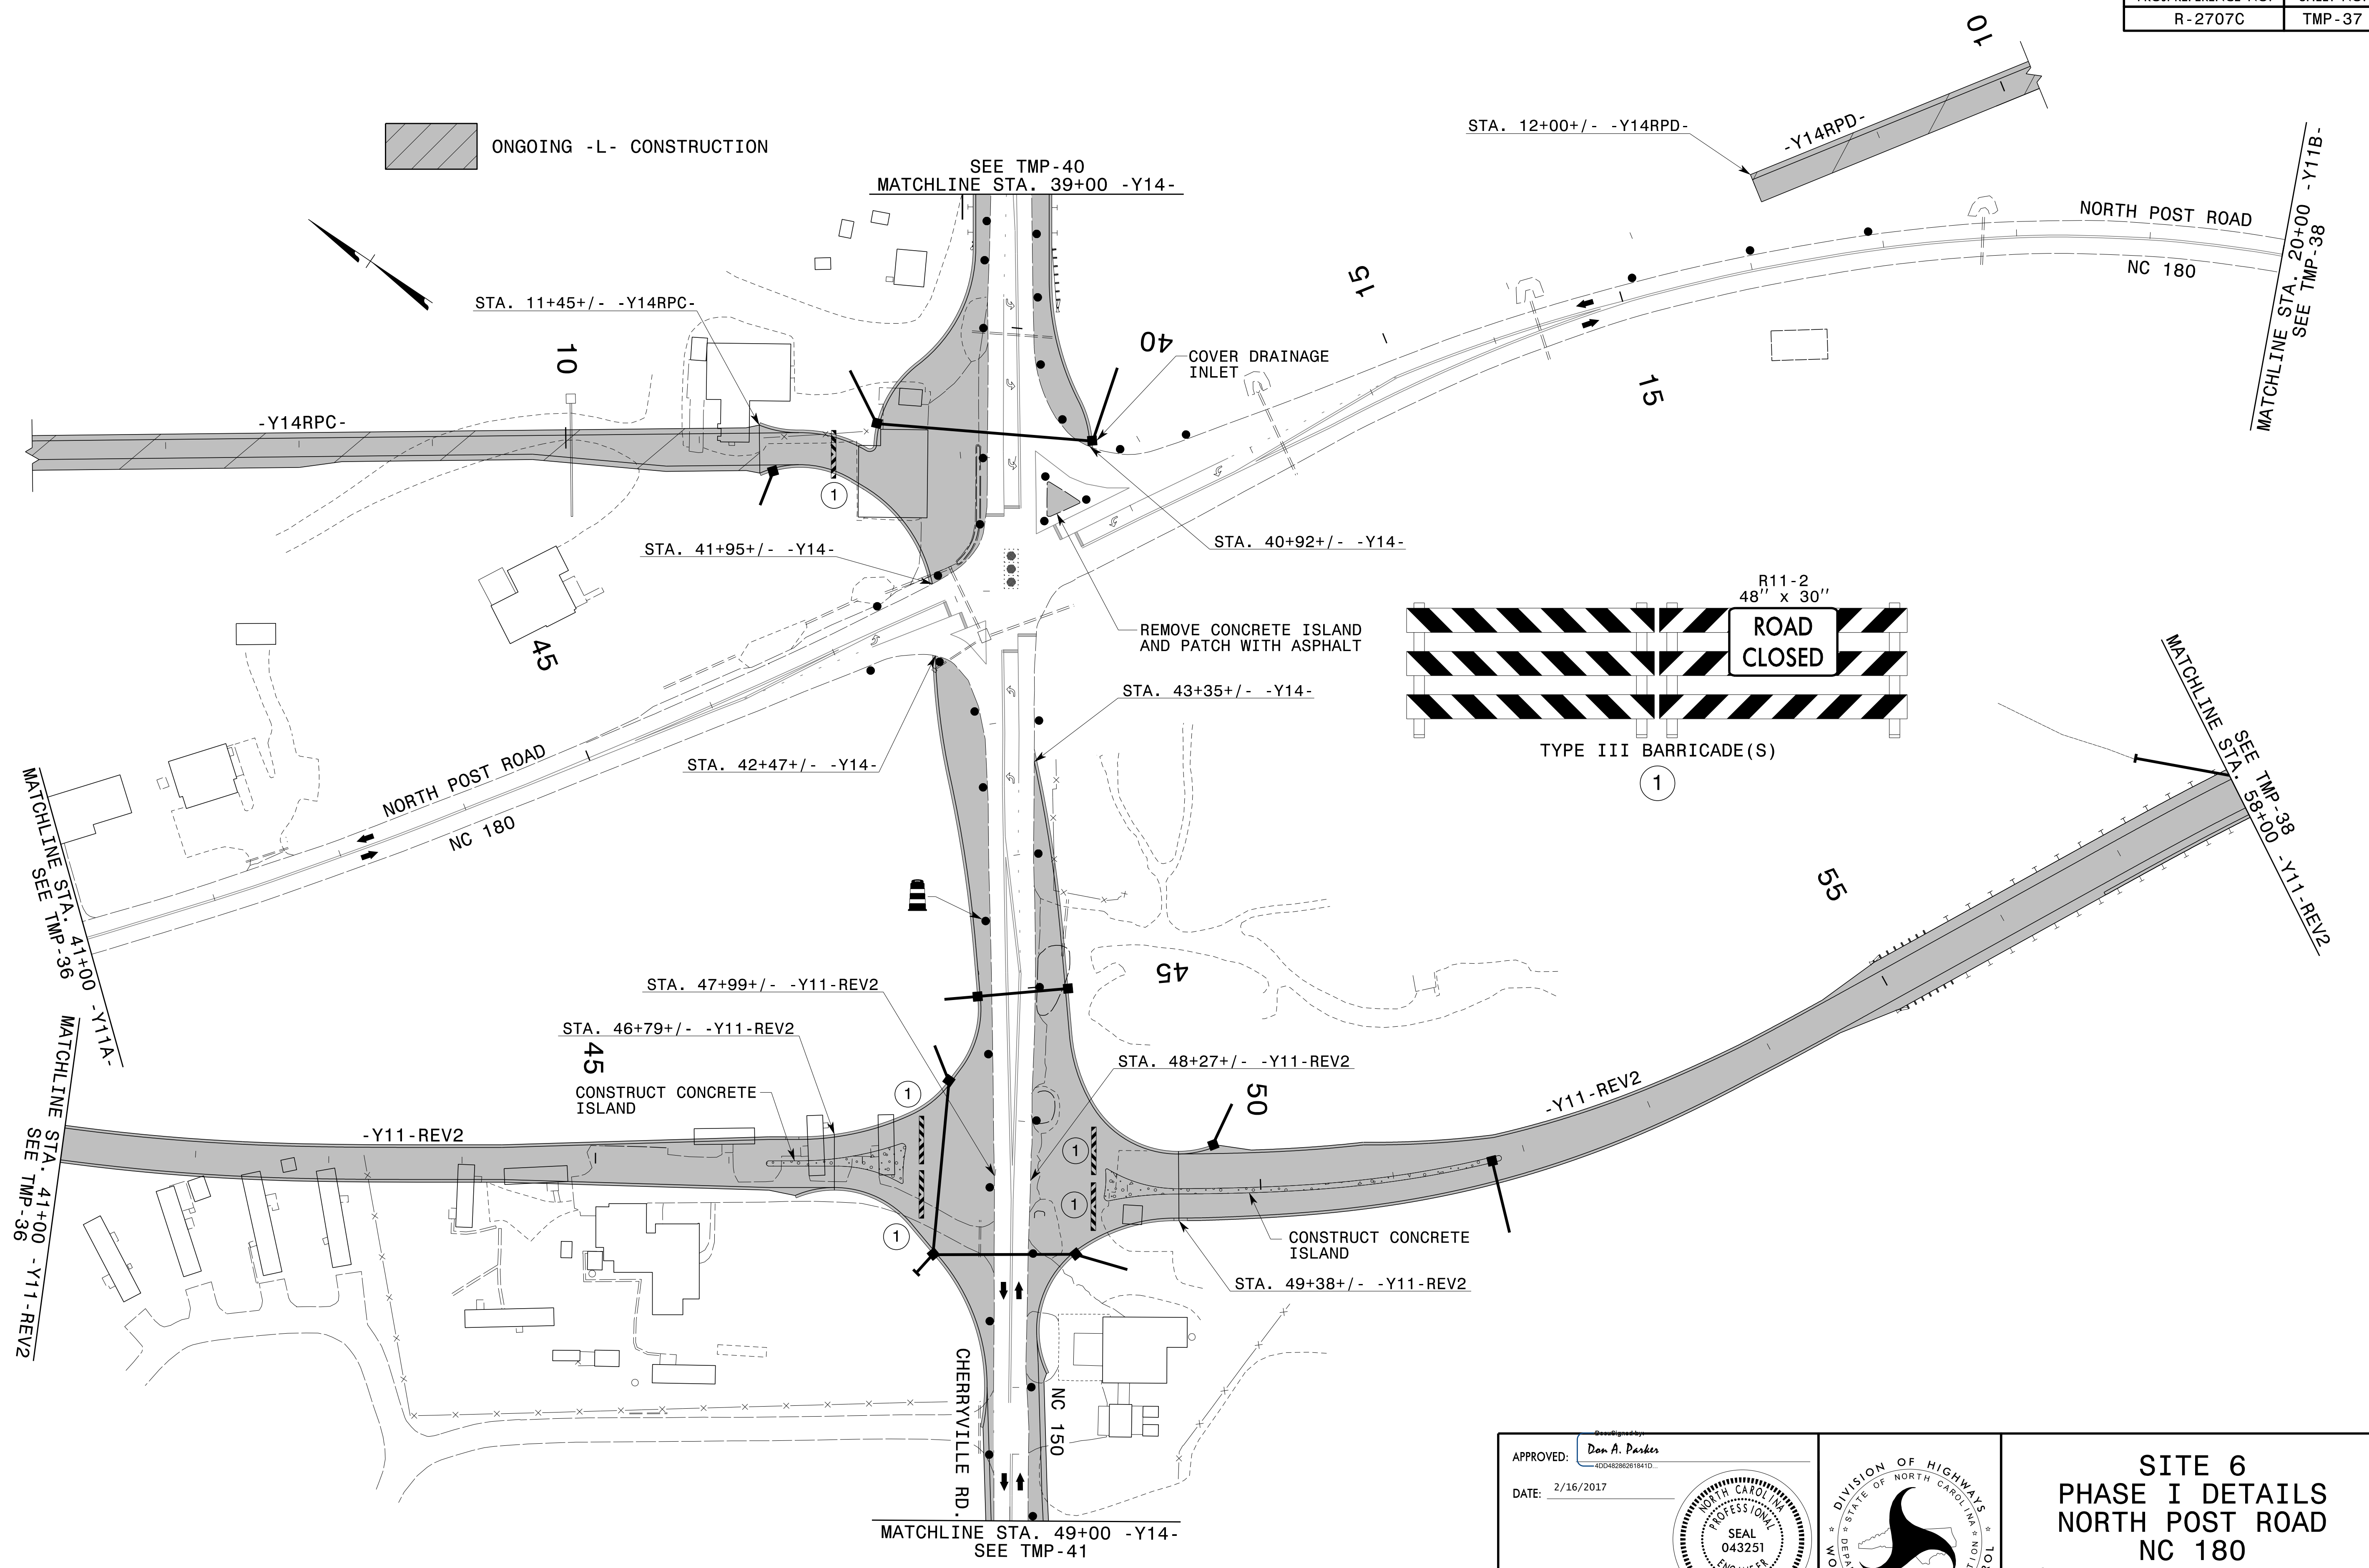 R-2707C TMP-37
10
STA. 12+00+/- -Y14RPD-
-Y14RPD-
ONGOING -L- CONSTRUCTION
SEE TMP-40
MATCHLINE STA. 39+00 -Y14-
NORTH POST ROAD
NC 180
MATCHLINE STA. 20+00 -Y11B-
SEE TMP-38
STA. 11+45+/- -Y14RPC-
15
10
40
COVER DRAINAGE
INLET
15
-Y14RPC-
1
STA. 41+95+/- -Y14-
STA. 40+92+/- -Y14-
45
REMOVE CONCRETE ISLAND
AND PATCH WITH ASPHALT
R11-2
48'' x 30''
ROAD
CLOSED
TYPE III BARRICADE(S)
1
STA. 43+35+/- -Y14-
STA. 42+47+/- -Y14-
NORTH POST ROAD
NC 180
MATCHLINE STA. 41+00 -Y11A-
SEE TMP-36
SEE TMP-38
MATCHLINE STA. 58+00 -Y11-REV2
55
45
STA. 47+99+/- -Y11-REV2
STA. 46+79+/- -Y11-REV2
45
STA. 48+27+/- -Y11-REV2
CONSTRUCT CONCRETE
ISLAND
1
50
-Y11-REV2
-Y11-REV2
1
1
1
MATCHLINE STA. 41+00 -Y11-REV2
SEE TMP-36
CONSTRUCT CONCRETE
ISLAND
STA. 49+38+/- -Y11-REV2
CHERRYVILLE RD.
NC 150
MATCHLINE STA. 49+00 -Y14-
SEE TMP-41
APPROVED:
DocuSigned by:
Don A. Parker
4DD48286261841D...
DATE: 2/16/2017
NORTH CAROLINA
PROFESSIONAL
SEAL
043251
ENGINEER
DIVISION OF HIGHWAYS
STATE OF NORTH CAROLINA
SITE 6
PHASE I DETAILS
NORTH POST ROAD
NC 180